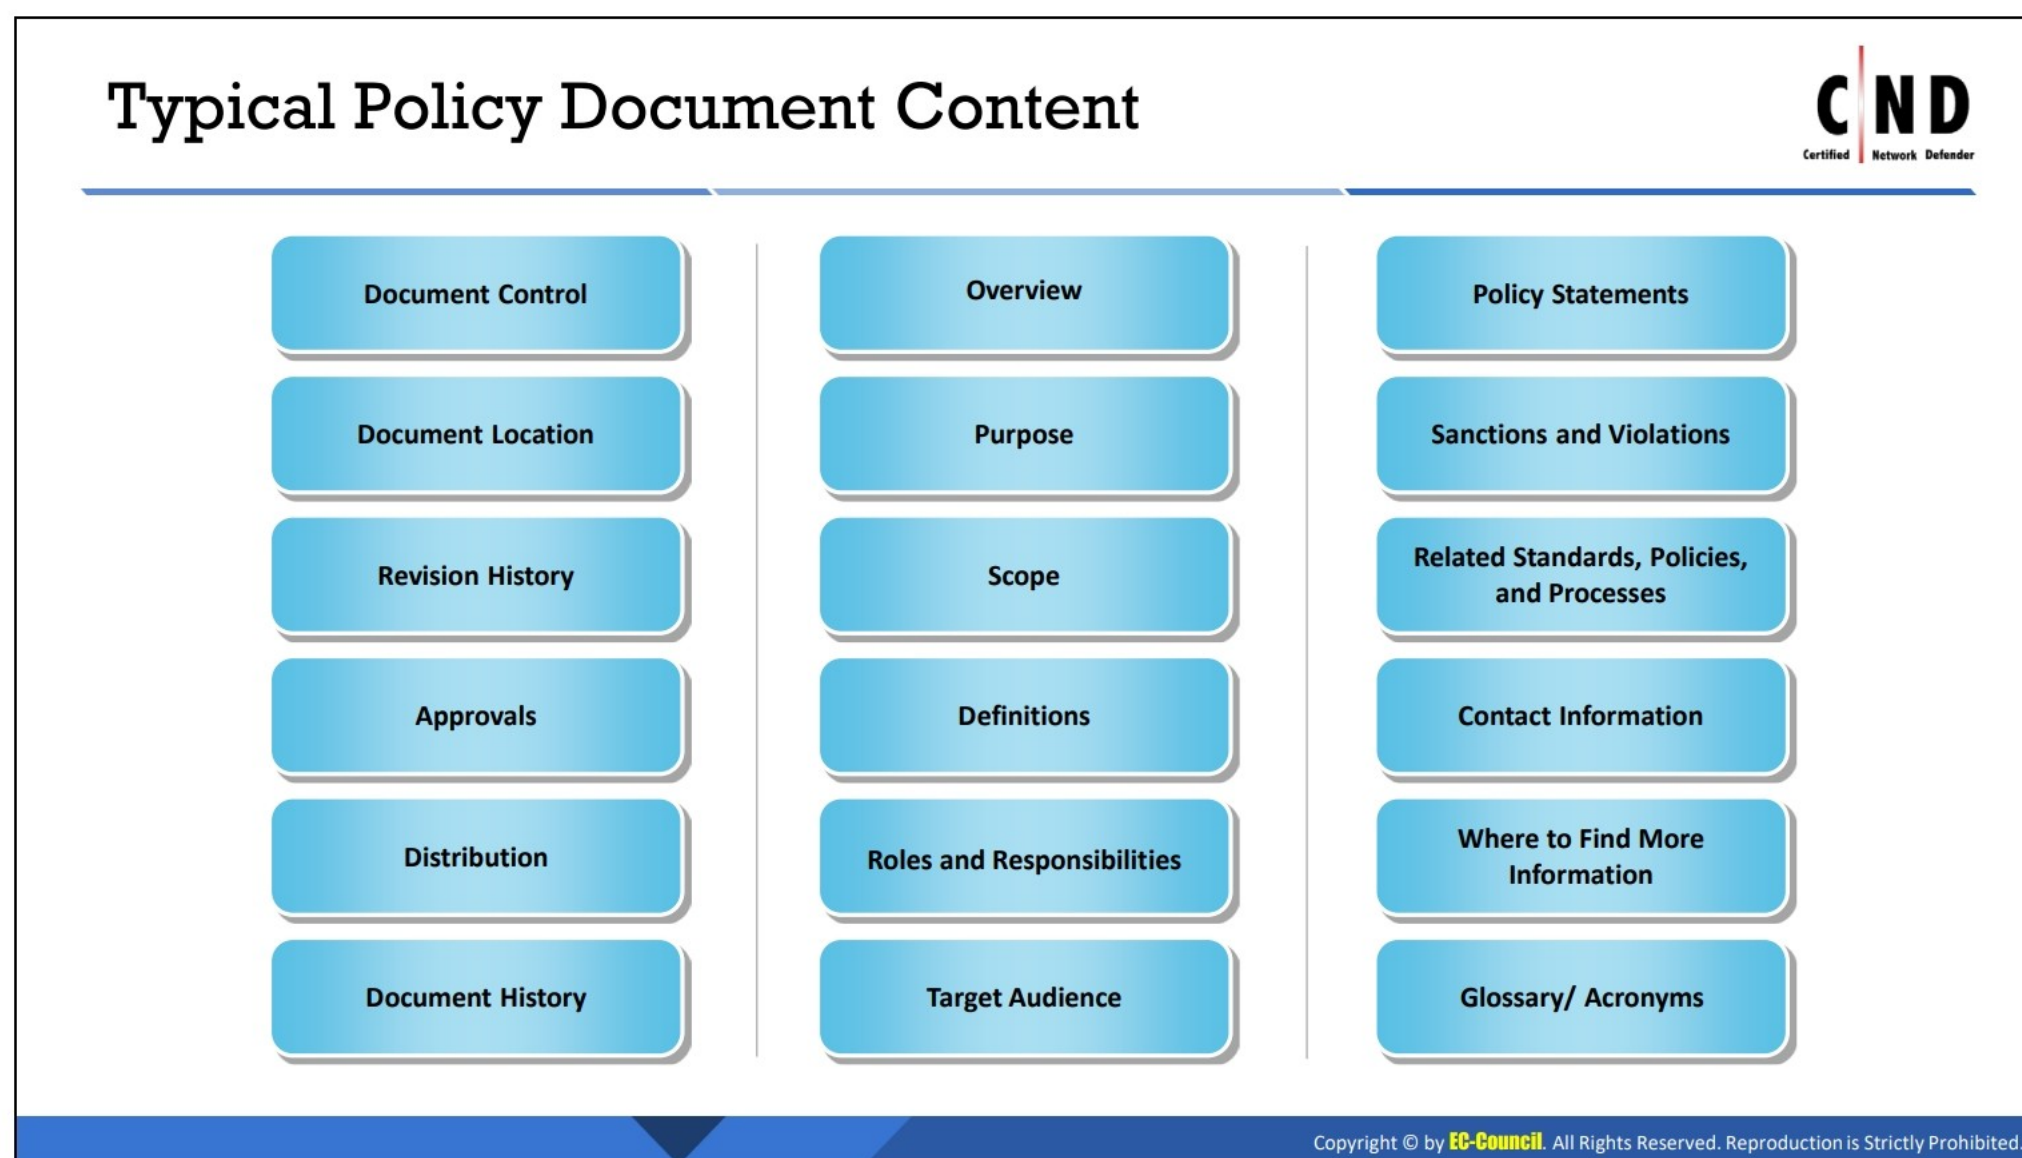 Typical Policy Document Content
C ND
Certified Network Defender
Document Control
Document Location
Revision History
Approvals
Distribution
Document History
Overview
Purpose
Scope
Definitions
Roles and Responsibilities
Target Audience
Policy Statements
Sanctions and Violations
Related Standards, Policies,
and Processes
Contact Information
Where to Find More
Information
Glossary/ Acronyms
Copyright © by EC-Council. All Rights Reserved. Reproduction is Strictly Prohibited.